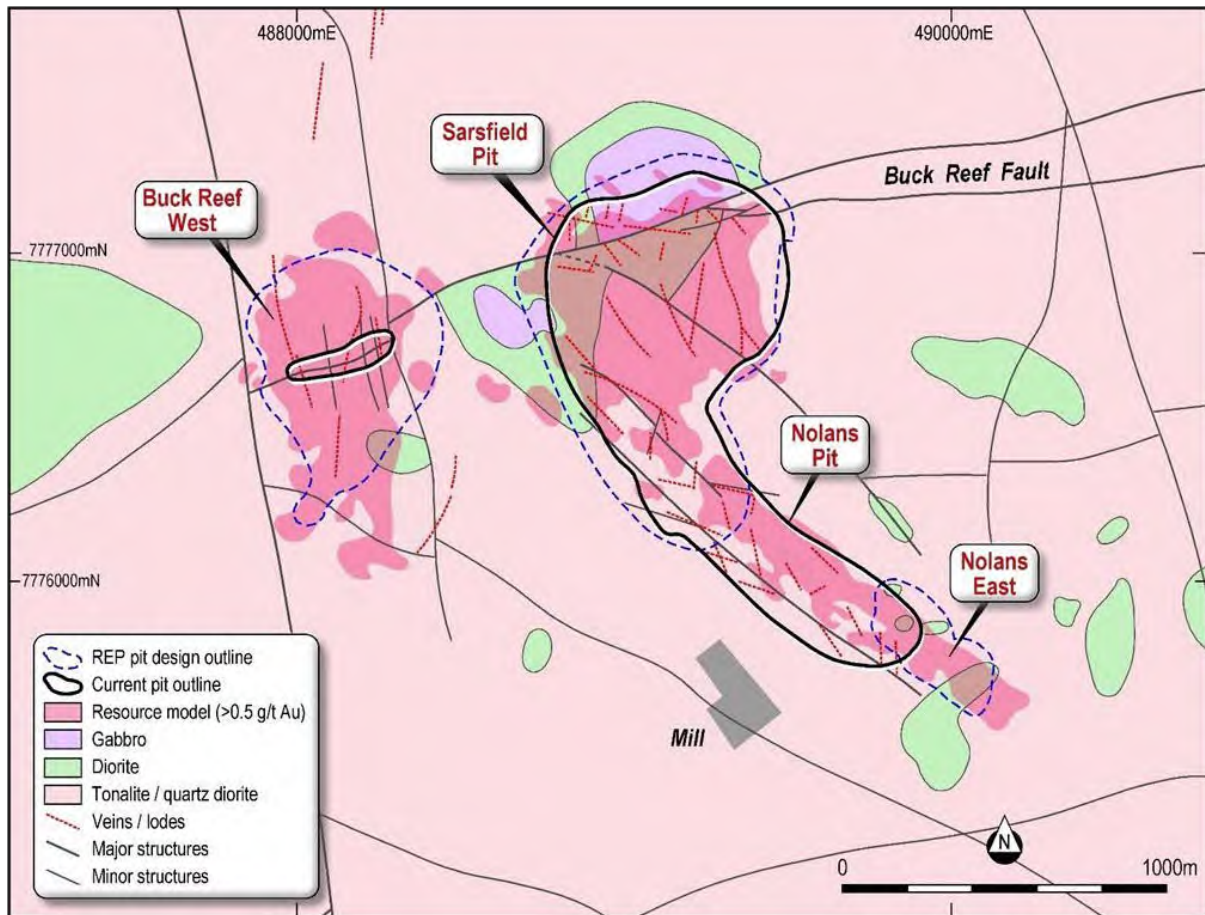 488000mE
490000mE
Sarsfield
Pit
Buck Reef Fault
Buck Reef
West
7777000mN
Nolans
Pit
Nolans
East
7776000mN
REP pit design outline
Current pit outline
Resource model (>0.5 g/t Au)
Gabbro
Diorite
Tonalite / quartz diorite
Veins / lodes
Major structures
Minor structures
Mill
N
0
1000m